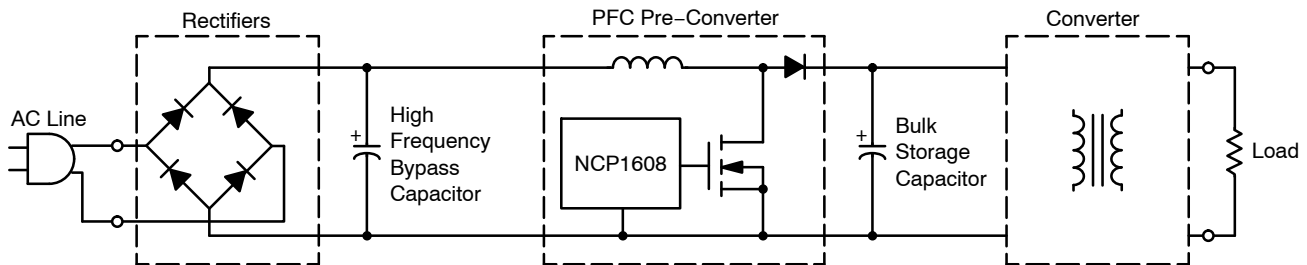 Rectifiers
PFC Pre−Converter
Converter
AC Line
+
High
Frequency
Bypass
Capacitor
NCP1608
+
Bulk
Storage
Capacitor
Load